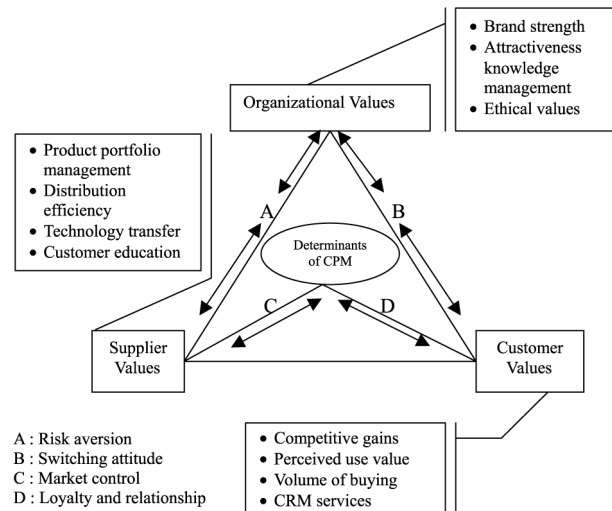 • Brand strength
• Attractiveness
knowledge
management
• Ethical values
Organizational Values
• Product portfolio
management
• Distribution
efficiency
• Technology transfer
• Customer education
A
B
Determinants
of CPM
C
D
Supplier
Values
Customer
Values
A : Risk aversion
B : Switching attitude
C : Market control
D : Loyalty and relationship
• Competitive gains
• Perceived use value
• Volume of buying
• CRM services